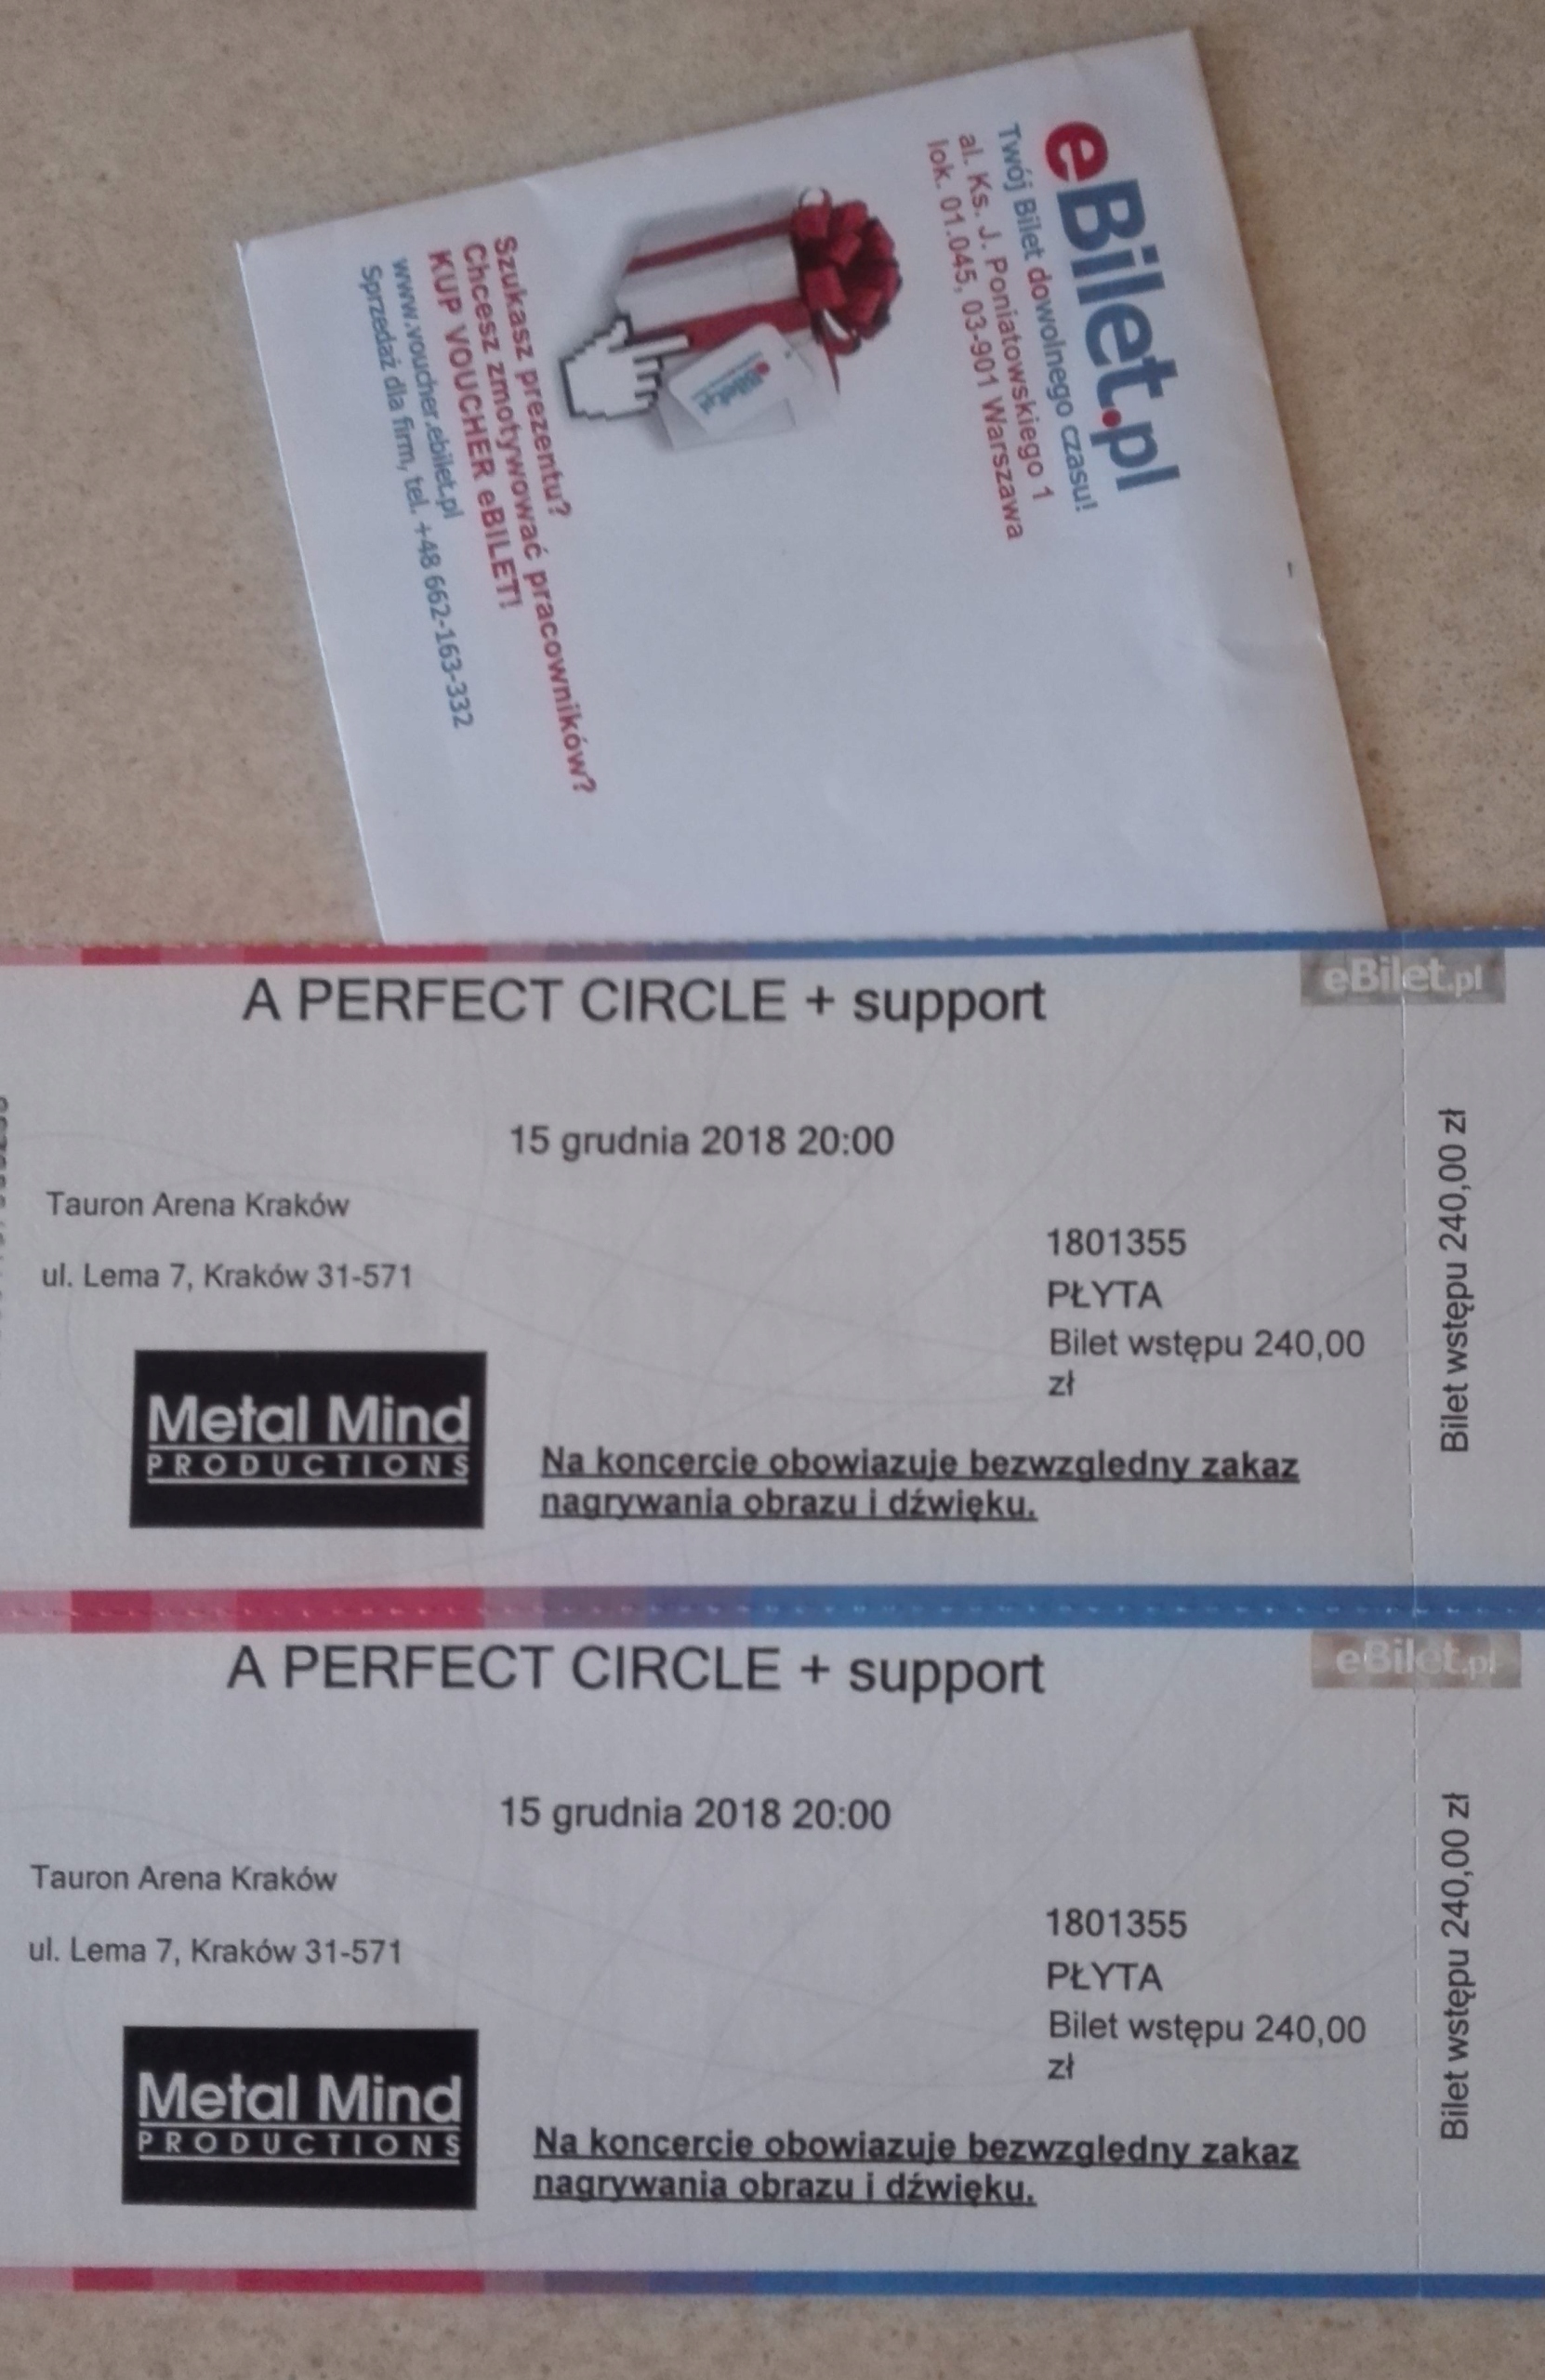 eBilet.pl
Twój Bilet dowolnego czasu!
al. Ks. J. Poniatowskiego 1
lok. 01.045, 03-901 Warszawa
Szukasz prezentu?
Chcesz zmotywować pracowników?
KUP VOUCHER eBILET!
www.voucher.ebilet.pl
Sprzedaż dla firm, tel. +48 662-163-332
A PERFECT CIRCLE + support
eBilet.pl
15 grudnia 2018 20:00
Tauron Arena Kraków
ul. Lema 7, Kraków 31-571
1801355
PŁYTA
Bilet wstępu 240,00
zł
Metal Mind
PRODUCTIONS
Na koncercie obowiazuje bezwzgledny zakaz
nagrywania obrazu i dźwięku.
Bilet wstępu 240,00 zł
A PERFECT CIRCLE + support
eBilet.pl
15 grudnia 2018 20:00
Tauron Arena Kraków
ul. Lema 7, Kraków 31-571
1801355
PŁYTA
Bilet wstępu 240,00
zł
Metal Mind
PRODUCTIONS
Na koncercie obowiazuje bezwzgledny zakaz
nagrywania obrazu i dźwięku.
Bilet wstępu 240,00 zł